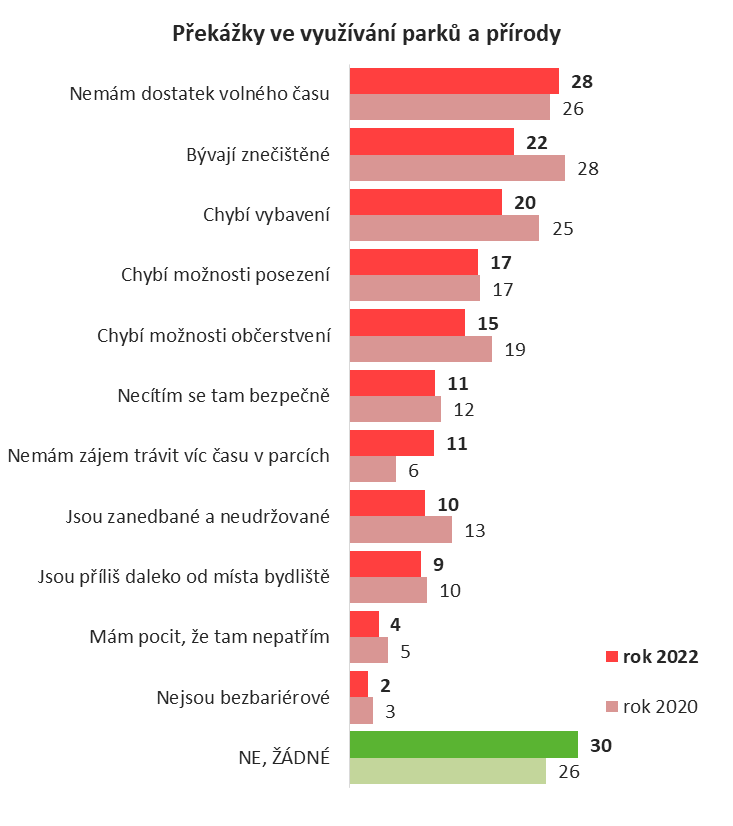 Překážky ve využívání parků a přírody
Nemám dostatek volného času
28
26
Bývají znečištěné
22
28
Chybí vybavení
20
25
Chybí možnosti posezení
17
17
Chybí možnosti občerstvení
15
19
Necítím se tam bezpečně
11
12
Nemám zájem trávit víc času v parcích
11
6
Jsou zanedbané a neudržované
10
13
Jsou příliš daleko od místa bydliště
9
10
Mám pocit, že tam nepatřím
4
5
Nejsou bezbariérové
2
3
NE, ŽÁDNÉ
30
26
rok 2022
rok 2020